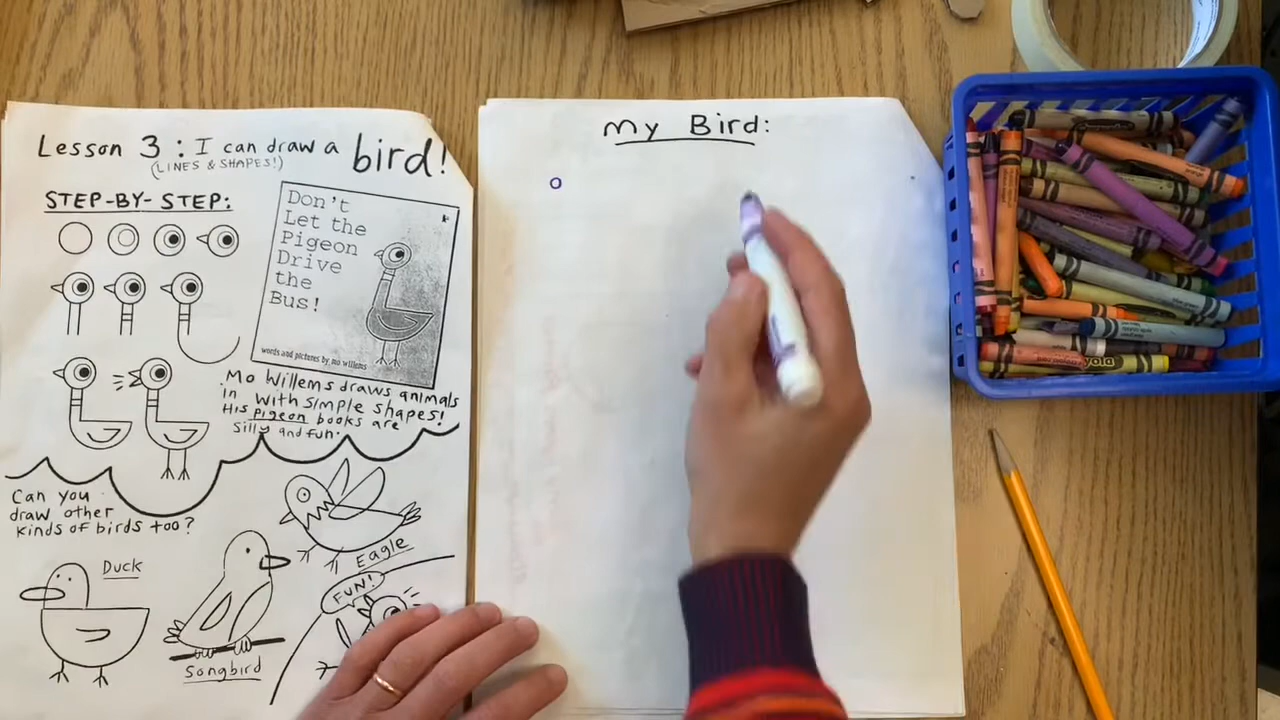 Lesson 3 : I can draw a bird!
(LINES & SHAPES!)
STEP-BY-STEP:
Don't
Let the
Pigeon
Drive
the
Bus!
words and pictures by mo willems
Mo Willems draws animals
in with simple shapes!
His pigeon books are
Silly and fun.
Can you
draw other
kinds of birds too?
Duck
Songbird
Eagle
FUN!
My Bird: